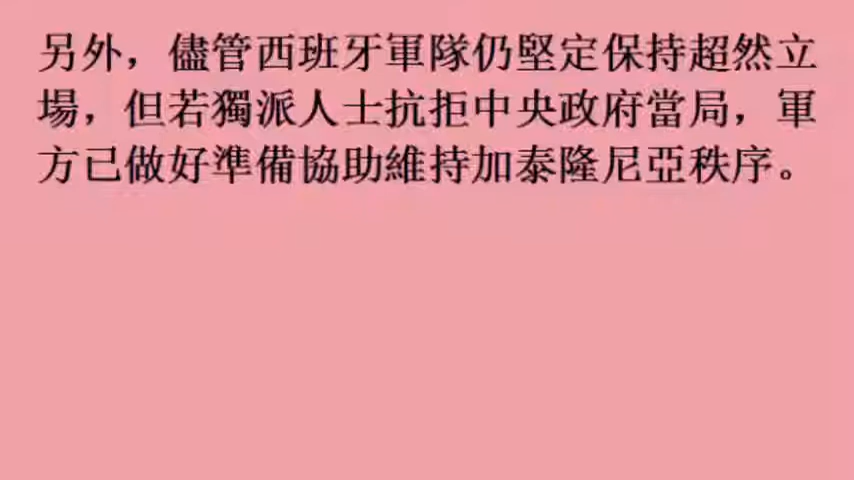 另外，儘管西班牙軍隊仍堅定保持超然立
場，但若獨派人士抗拒中央政府當局，軍
方已做好準備協助維持加泰隆尼亞秩序。